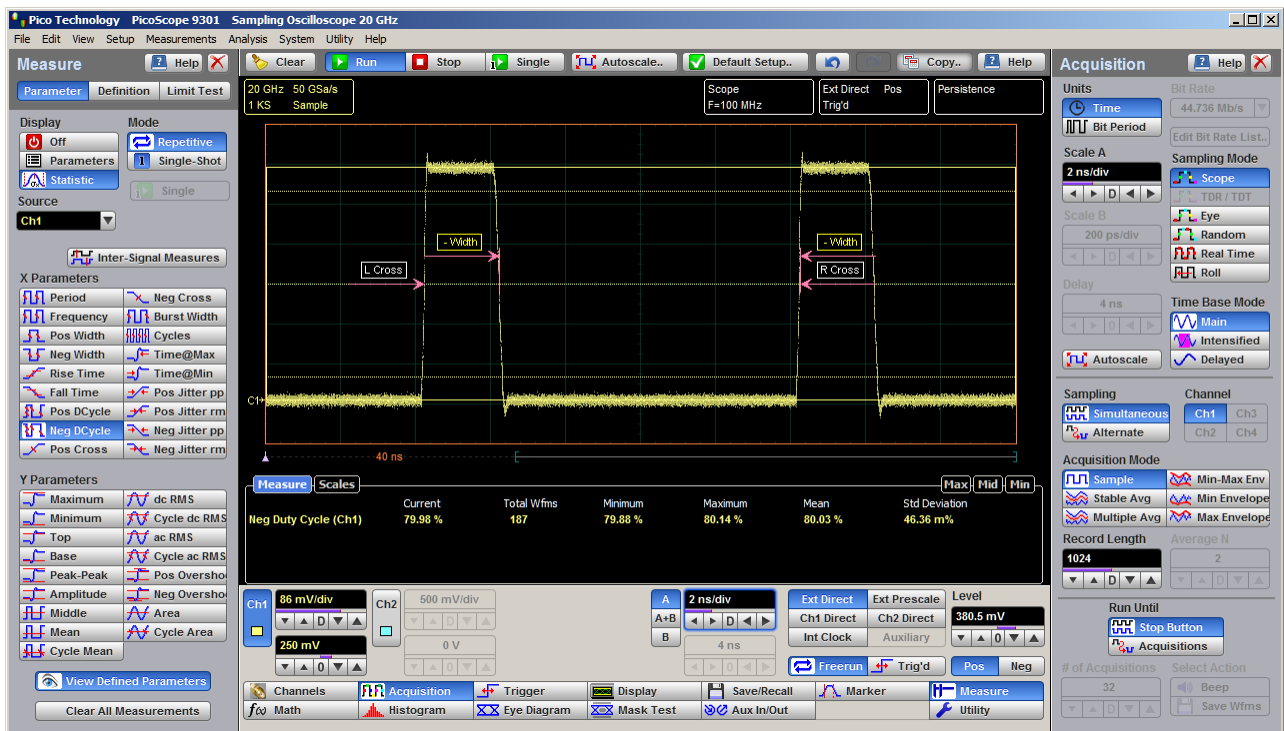 Pico Technology PicoScope 9301 Sampling Oscilloscope 20 GHz
File Edit View Setup Measurements Analysis System Utility Help
Measure
? Help
Parameter Definition Limit Test
Display
Off
Parameters
Statistic
Mode
Repetitive
1 Single-Shot
Single
Source
Ch1
Inter-Signal Measures
X Parameters
Period Neg Cross
Frequency Burst Width
Pos Width Cycles
Neg Width Time@Max
Rise Time Time@Min
Fall Time Pos Jitter pp
Pos DCycle Pos Jitter rm
Neg DCycle Neg Jitter pp
Pos Cross Neg Jitter rm
Y Parameters
Maximum dc RMS
Minimum Cycle dc RMS
Top ac RMS
Base Cycle ac RMS
Peak-Peak Pos Oversho
Amplitude Neg Oversho
Middle Area
Mean Cycle Area
Cycle Mean
View Defined Parameters
Clear All Measurements
Clear Run Stop Single Autoscale.. Default Setup.. Copy.. ? Help
20 GHz 50 GSa/s
1 KS Sample
Scope
F=100 MHz
Ext Direct Pos
Trig'd
Persistence
- Width - Width
L Cross R Cross
C1
40 ns
Measure Scales Max Mid Min
Current Total Wfms Minimum Maximum Mean Std Deviation
Neg Duty Cycle (Ch1) 79.98 % 187 79.88 % 80.14 % 80.03 % 46.36 m%
Ch1
86 mV/div
D
250 mV
0
Ch2
500 mV/div
D
0 V
0
A
A+B
B
2 ns/div
D
4 ns
0
Ext Direct Ext Prescale
Ch1 Direct Ch2 Direct
Int Clock Auxiliary
Freerun Trig'd
Level
380.5 mV
0
Pos Neg
Channels Acquisition Trigger Display Save/Recall Marker Measure
f(x) Math Histogram Eye Diagram Mask Test Aux In/Out Utility
Acquisition
? Help
Units
Time
Bit Period
Bit Rate
44.736 Mb/s
Edit Bit Rate List..
Scale A
2 ns/div
D
Scale B
200 ps/div
D
Delay
4 ns
0
Autoscale
Sampling Mode
Scope
TDR / TDT
Eye
Random
Real Time
Roll
Time Base Mode
Main
Intensified
Delayed
Sampling
Simultaneous
Alternate
Channel
Ch1 Ch3
Ch2 Ch4
Acquisition Mode
Sample Min-Max Env
Stable Avg Min Envelope
Multiple Avg Max Envelope
Record Length
1024
D
Average N
2
D
Run Until
Stop Button
Acquisitions
# of Acquisitions
32
D
Select Action
Beep
Save Wfms